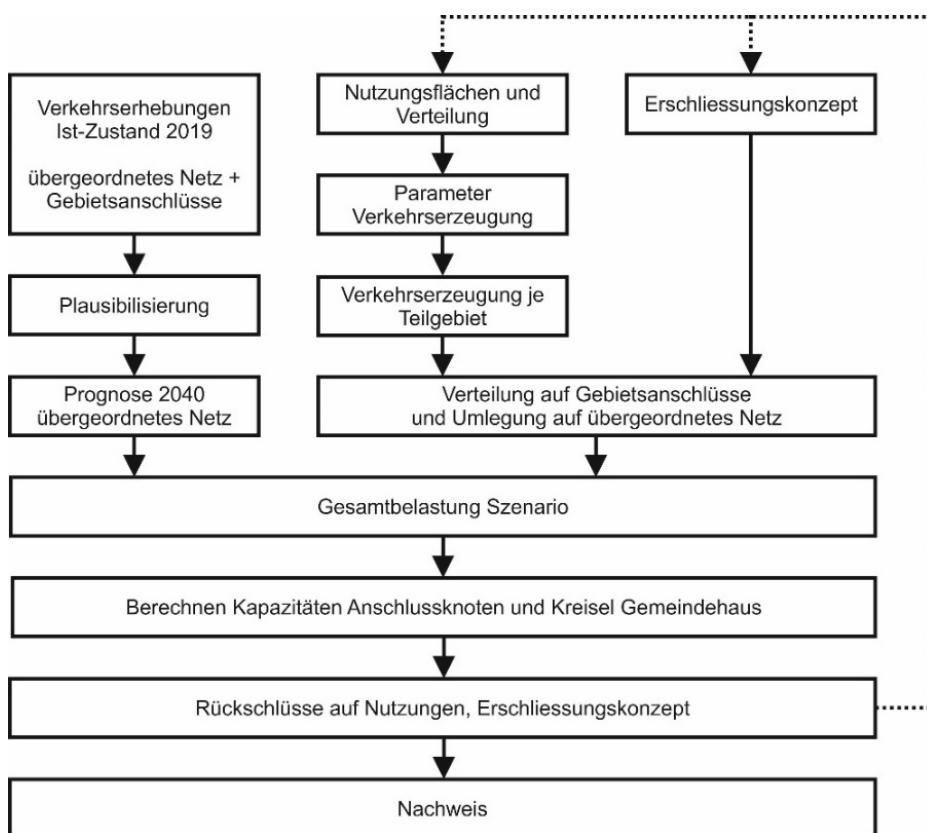 Verkehrserhebungen
Ist-Zustand 2019
übergeordnetes Netz +
Gebietsanschlüsse
Nutzungsflächen und
Verteilung
Erschliessungskonzept
Parameter
Verkehrserzeugung
Plausibilisierung
Verkehrserzeugung je
Teilgebiet
Prognose 2040
übergeordnetes Netz
Verteilung auf Gebietsanschlüsse
und Umlegung auf übergeordnetes Netz
Gesamtbelastung Szenario
Berechnen Kapazitäten Anschlussknoten und Kreisel Gemeindehaus
Rückschlüsse auf Nutzungen, Erschliessungskonzept
Nachweis